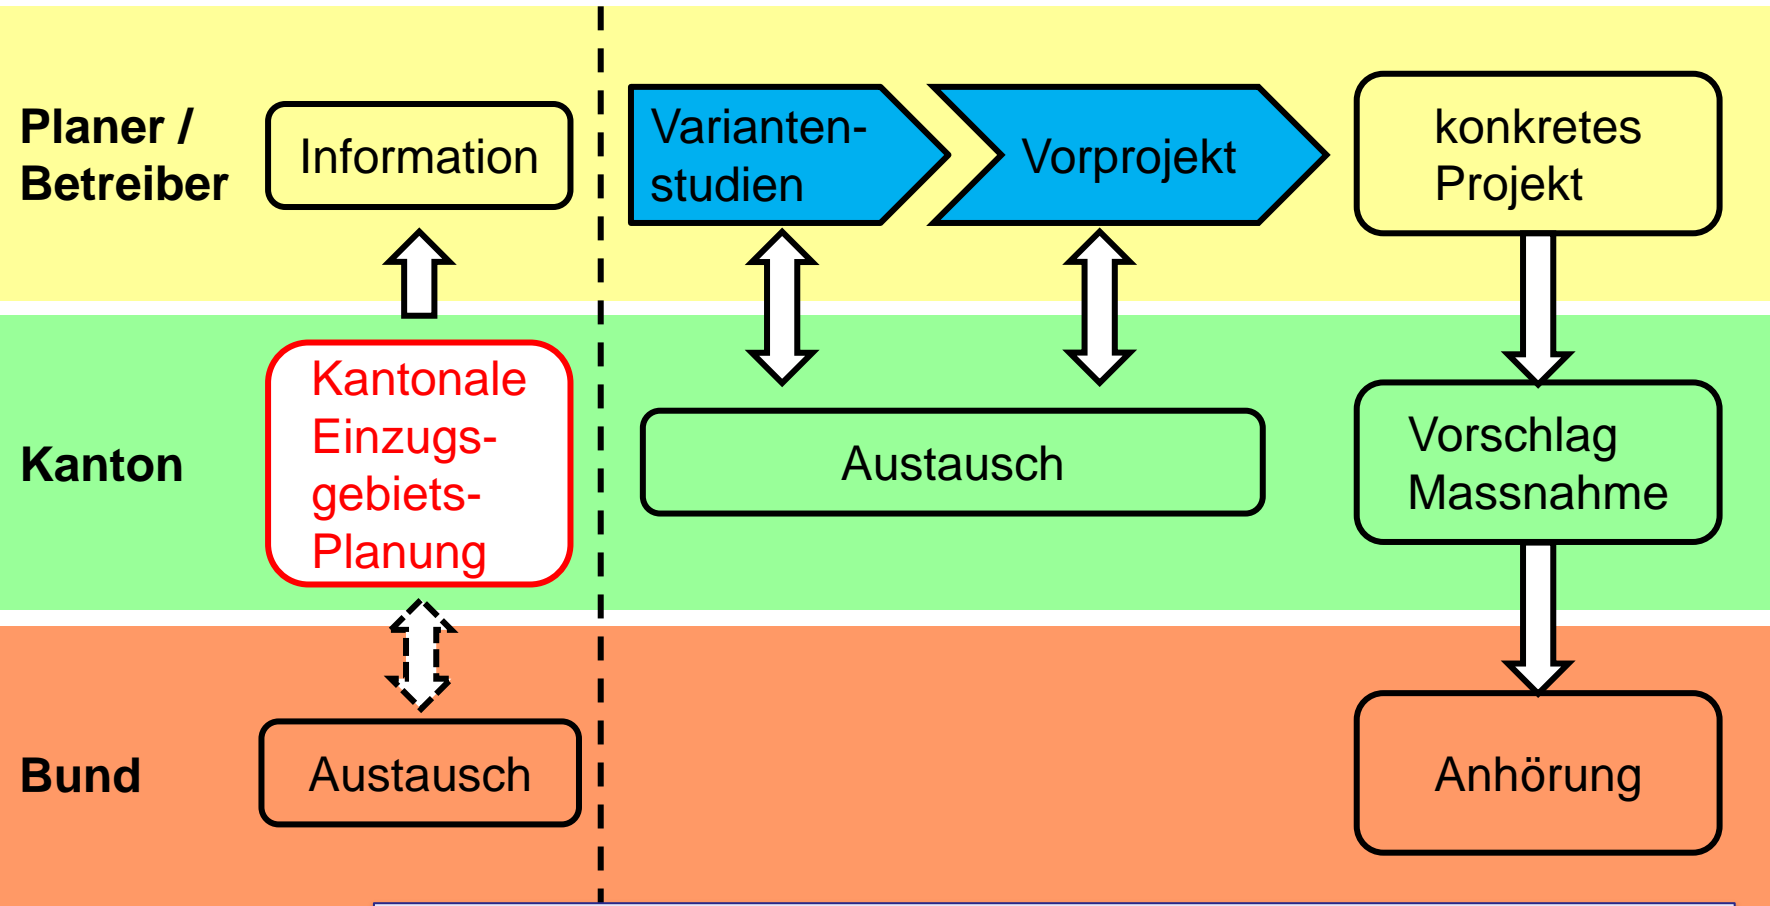 Planer /
Betreiber
Information
Varianten-
studien
Vorprojekt
konkretes
Projekt
Kanton
Kantonale
Einzugs-
gebiets-
Planung
Austausch
Vorschlag
Massnahme
Bund
Austausch
Anhörung